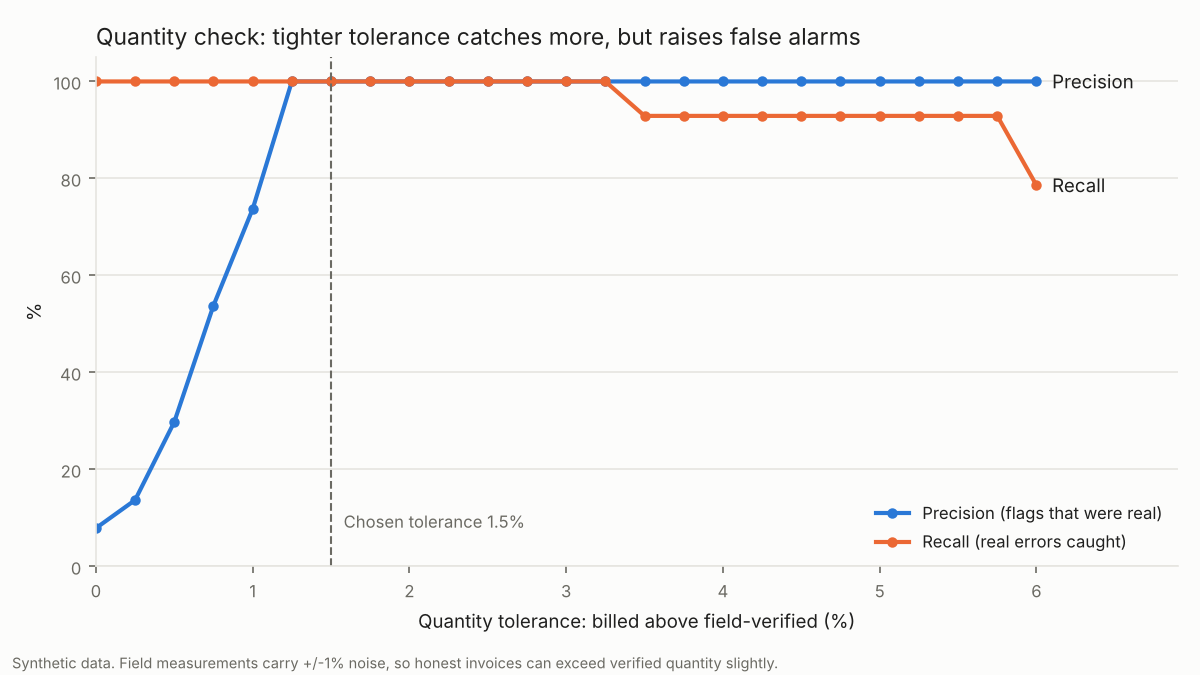 Quantity check: tighter tolerance catches more, but raises false alarms
100
80
60
40
20
0
%
Precision
Recall
Chosen tolerance 1.5%
Precision (flags that were real)
Recall (real errors caught)
0 1 2 3 4 5 6
Quantity tolerance: billed above field-verified (%)
Synthetic data. Field measurements carry +/-1% noise, so honest invoices can exceed verified quantity slightly.